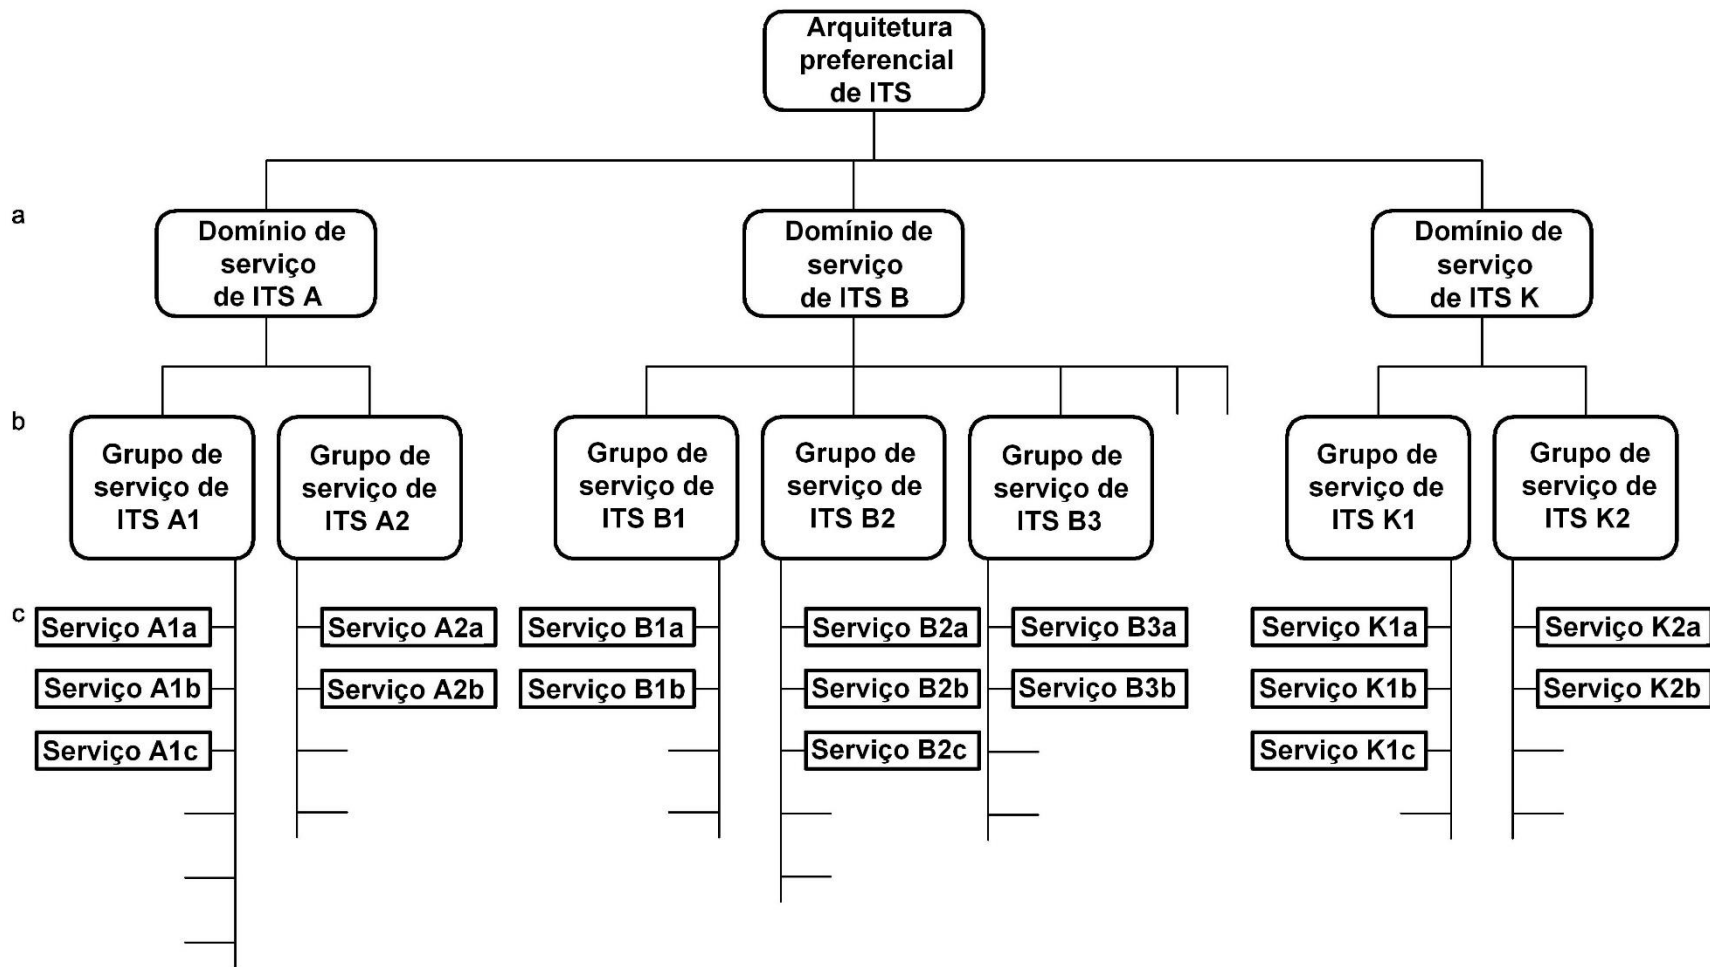 Arquitetura
preferencial
de ITS
a
Domínio de
serviço
de ITS A
Domínio de
serviço
de ITS B
Domínio de
serviço
de ITS K
b
Grupo de
serviço de
ITS A1
Grupo de
serviço de
ITS A2
Grupo de
serviço de
ITS B1
Grupo de
serviço de
ITS B2
Grupo de
serviço de
ITS B3
Grupo de
serviço de
ITS K1
Grupo de
serviço de
ITS K2
c
Serviço A1a
Serviço A1b
Serviço A1c
Serviço A2a
Serviço A2b
Serviço B1a
Serviço B1b
Serviço B2a
Serviço B2b
Serviço B2c
Serviço B3a
Serviço B3b
Serviço K1a
Serviço K1b
Serviço K1c
Serviço K2a
Serviço K2b